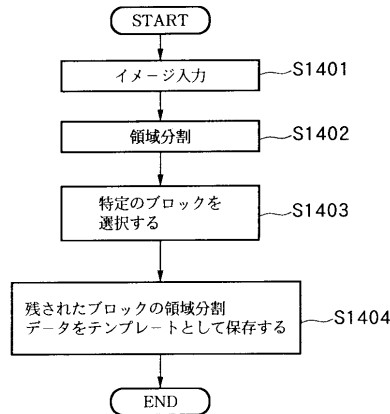 START
イメージ入力
S1401
領域分割
S1402
特定のブロックを
選択する
S1403
残されたブロックの領域分割
データをテンプレートとして保存する
S1404
END